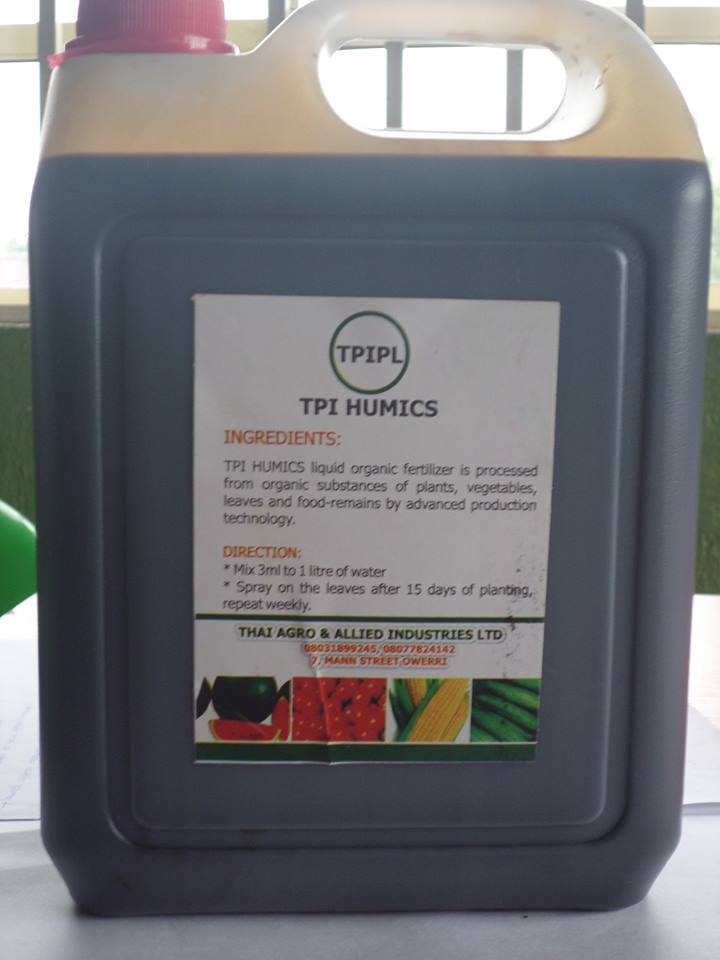 TPIPL
TPI HUMICS
INGREDIENTS:
TPI HUMICS liquid organic fertilizer is processed
from organic substances of plants, vegetables,
leaves and food-remains by advanced production
technology.
DIRECTION:
* Mix 3ml to 1 litre of water
* Spray on the leaves after 15 days of planting,
repeat weekly.
THAI AGRO & ALLIED INDUSTRIES LTD
08031899245, 08077824142
7, MANN STREET OWERRI